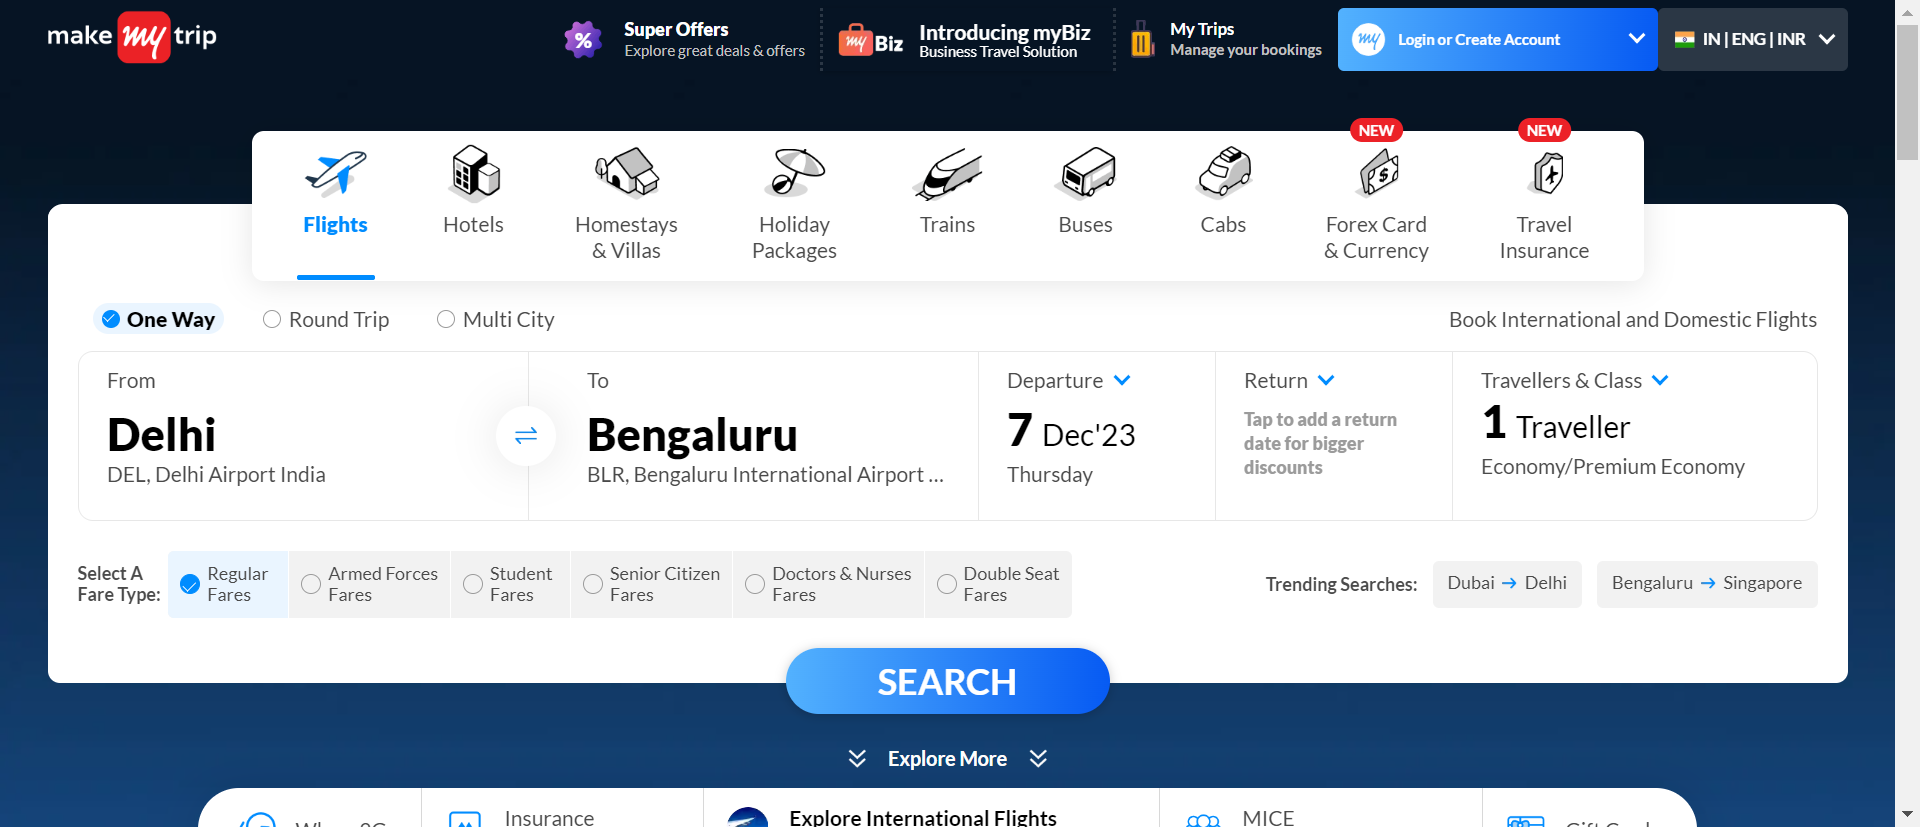 make my trip
%
Super Offers
Explore great deals & offers
my Biz
Introducing myBiz
Business Travel Solution
My Trips
Manage your bookings
my
Login or Create Account
IN | ENG | INR
NEW
NEW
Flights
Hotels
Homestays
& Villas
Holiday
Packages
Trains
Buses
Cabs
Forex Card
& Currency
Travel
Insurance
One Way
Round Trip
Multi City
Book International and Domestic Flights
From
Delhi
DEL, Delhi Airport India
To
Bengaluru
BLR, Bengaluru International Airport ...
Departure
7 Dec'23
Thursday
Return
Tap to add a return
date for bigger
discounts
Travellers & Class
1 Traveller
Economy/Premium Economy
Select A
Fare Type:
Regular
Fares
Armed Forces
Fares
Student
Fares
Senior Citizen
Fares
Doctors & Nurses
Fares
Double Seat
Fares
Trending Searches:
Dubai → Delhi
Bengaluru → Singapore
SEARCH
Explore More
Insurance
Explore International Flights
MICE